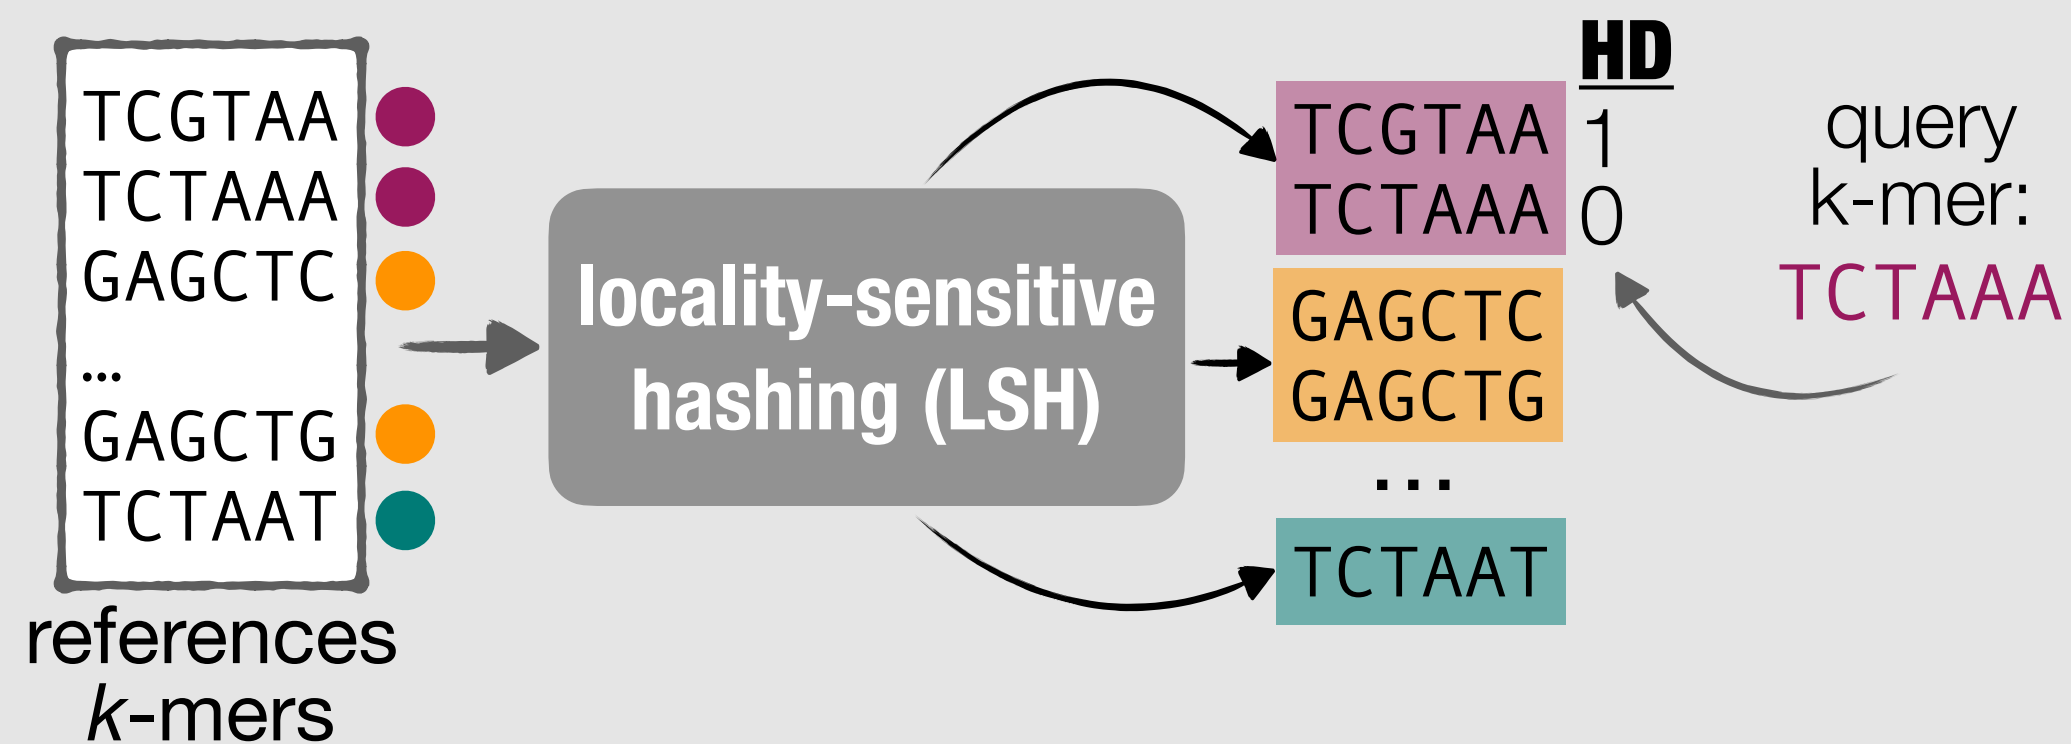 TCGTAA
TCTAAA
GAGCTC
...
GAGCTG
TCTAAT
references
k-mers
locality-sensitive
hashing (LSH)
HD
TCGTAA 1
TCTAAA 0
GAGCTC
GAGCTG
...
TCTAAT
query
k-mer:
TCTAAA